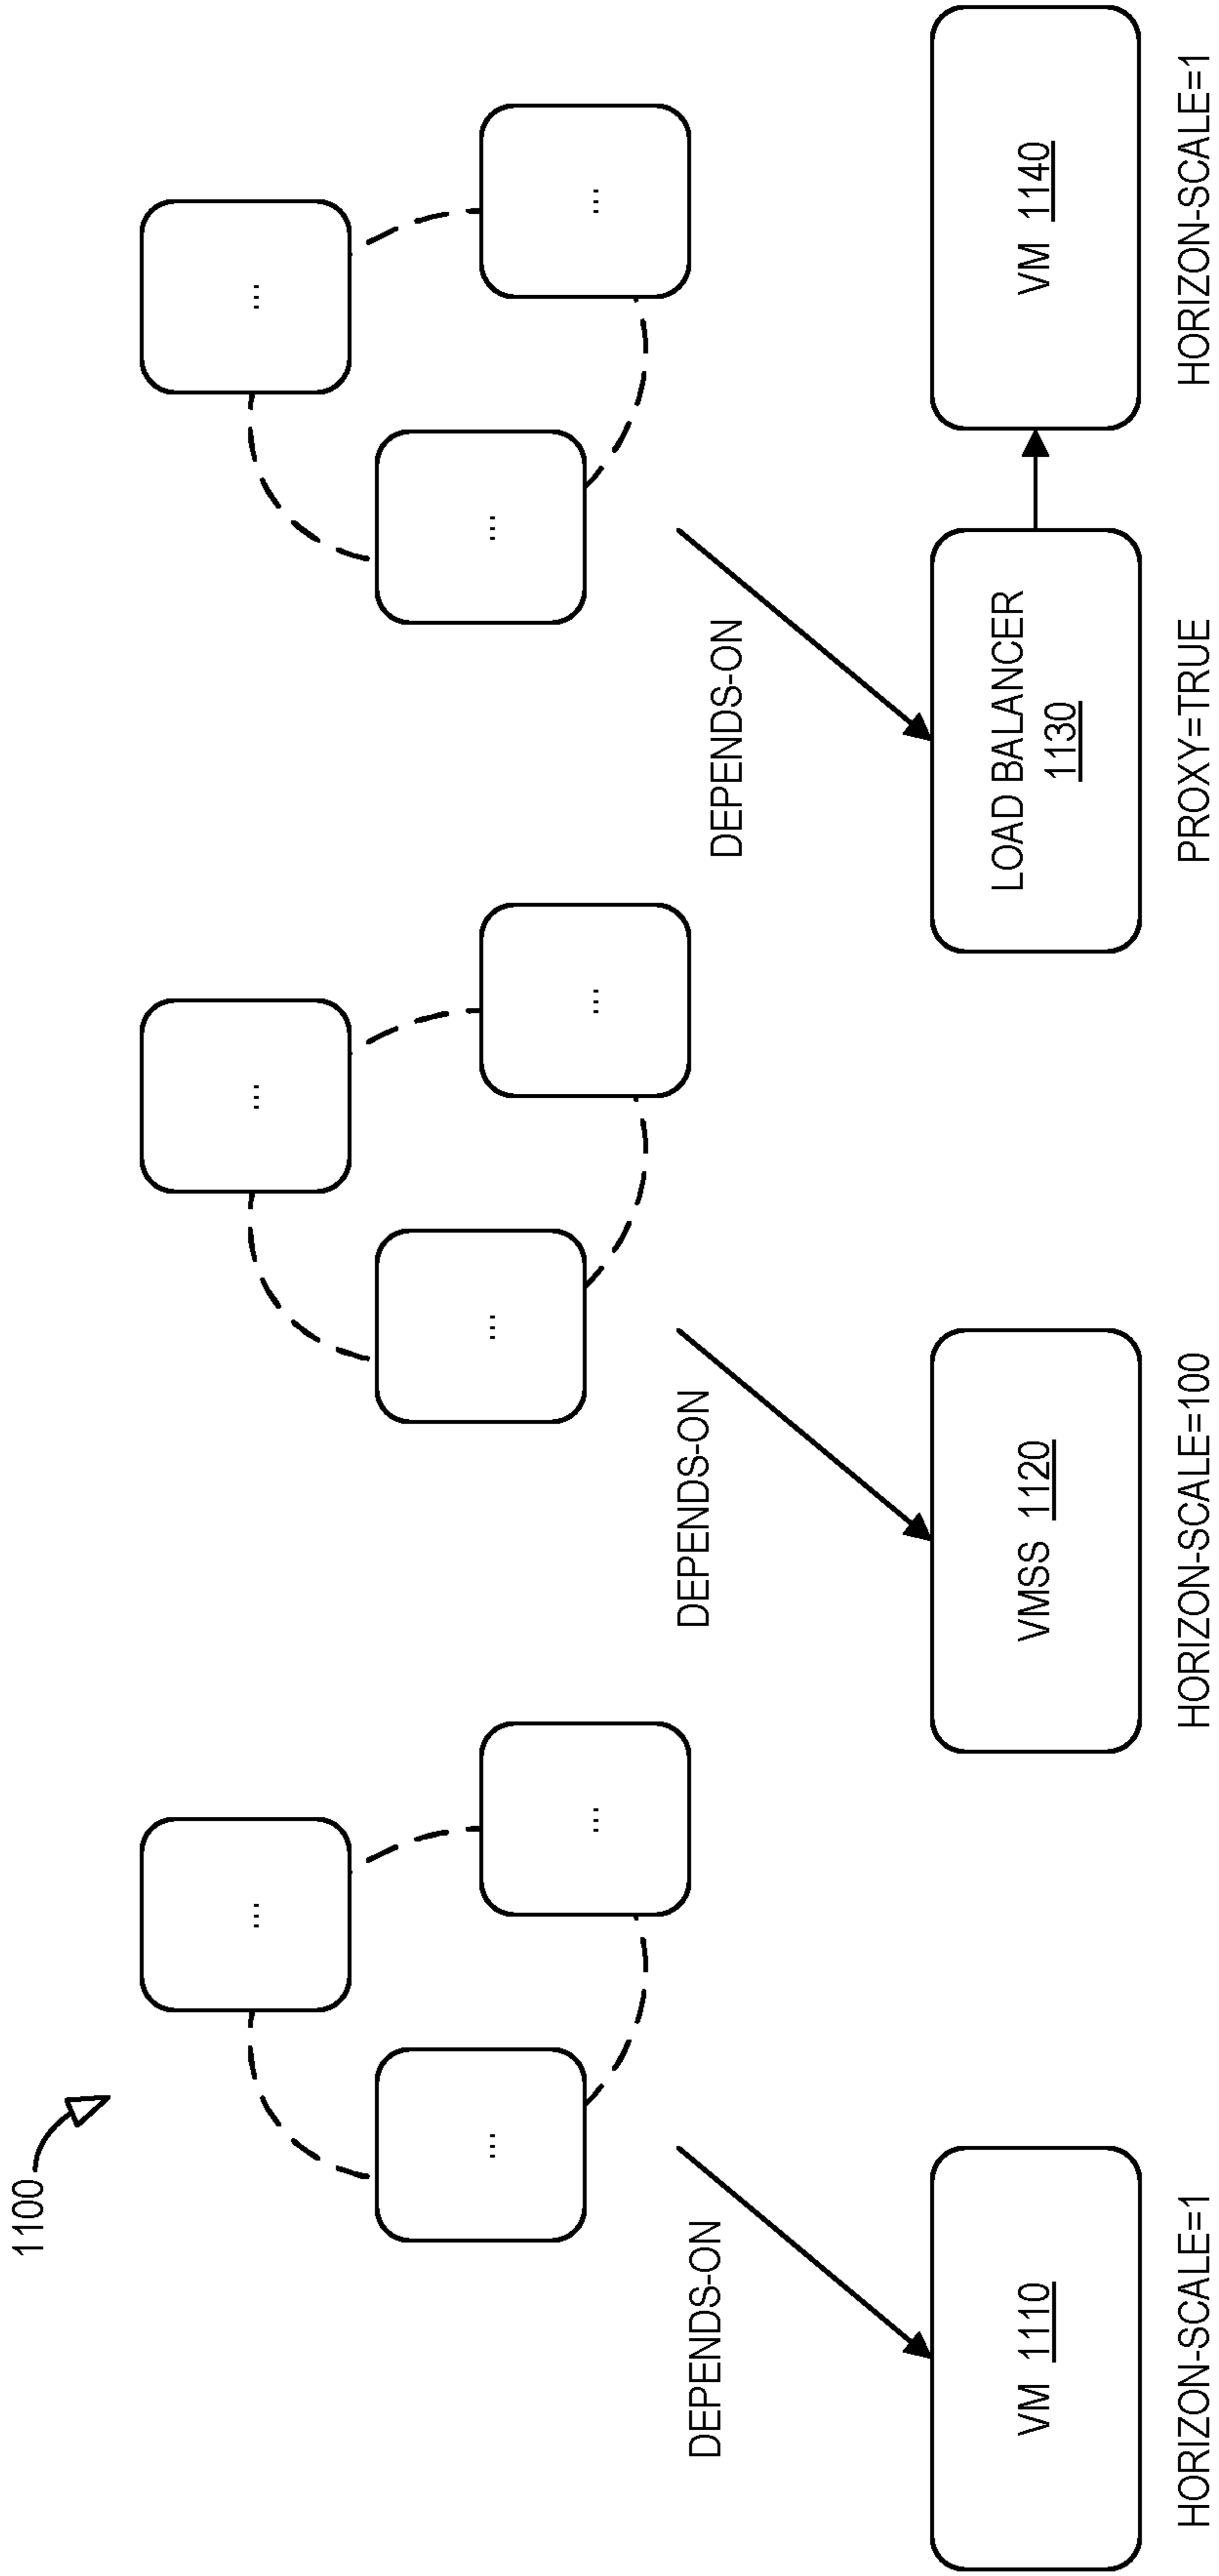 1100
...
...
...
...
...
...
...
...
...
DEPENDS-ON
DEPENDS-ON
DEPENDS-ON
VM 1110
VMSS 1120
LOAD BALANCER
1130
VM 1140
HORIZON-SCALE=1
HORIZON-SCALE=100
PROXY=TRUE
HORIZON-SCALE=1